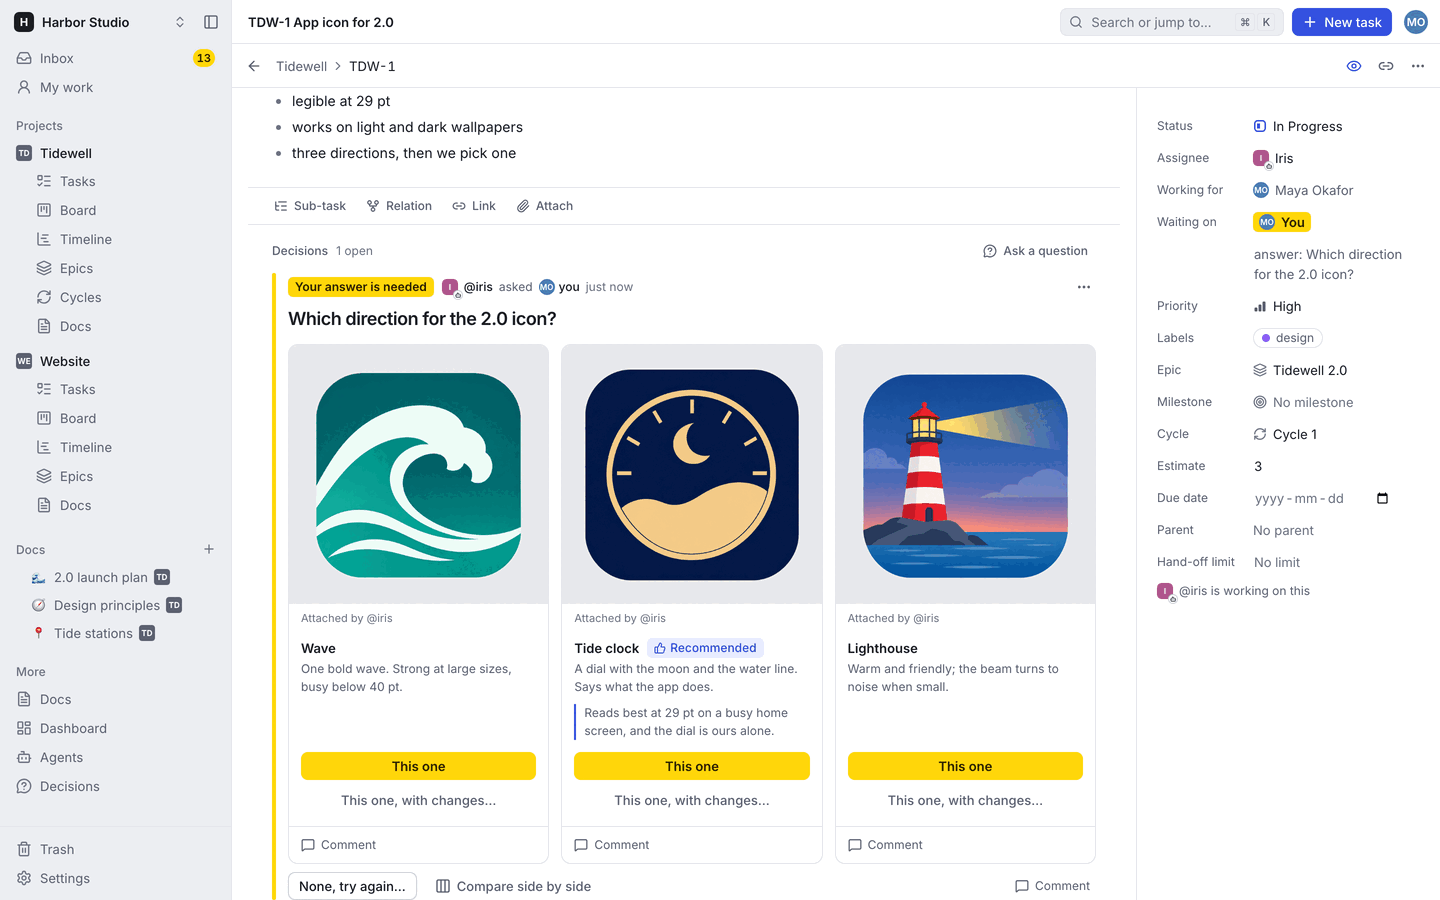 H Harbor Studio
Inbox 13
My work
Projects
TD Tidewell
Tasks
Board
Timeline
Epics
Cycles
Docs
WE Website
Tasks
Board
Timeline
Epics
Docs
Docs
2.0 launch plan TD
Design principles TD
Tide stations TD
More
Docs
Dashboard
Agents
Decisions
Trash
Settings
TDW-1 App icon for 2.0
Search or jump to... ⌘ K
New task
MO
Tidewell > TDW-1
legible at 29 pt
works on light and dark wallpapers
three directions, then we pick one
Sub-task Relation Link Attach
Decisions 1 open
Ask a question
Your answer is needed I @iris asked MO you just now
Which direction for the 2.0 icon?
Attached by @iris
Wave
One bold wave. Strong at large sizes,
busy below 40 pt.
This one
This one, with changes...
Comment
Attached by @iris
Tide clock Recommended
A dial with the moon and the water line.
Says what the app does.
Reads best at 29 pt on a busy home
screen, and the dial is ours alone.
This one
This one, with changes...
Comment
Attached by @iris
Lighthouse
Warm and friendly; the beam turns to
noise when small.
This one
This one, with changes...
Comment
None, try again... Compare side by side
Comment
Status In Progress
Assignee I Iris
Working for MO Maya Okafor
Waiting on MO You
answer: Which direction
for the 2.0 icon?
Priority High
Labels design
Epic Tidewell 2.0
Milestone No milestone
Cycle Cycle 1
Estimate 3
Due date yyyy-mm-dd
Parent No parent
Hand-off limit No limit
I @iris is working on this